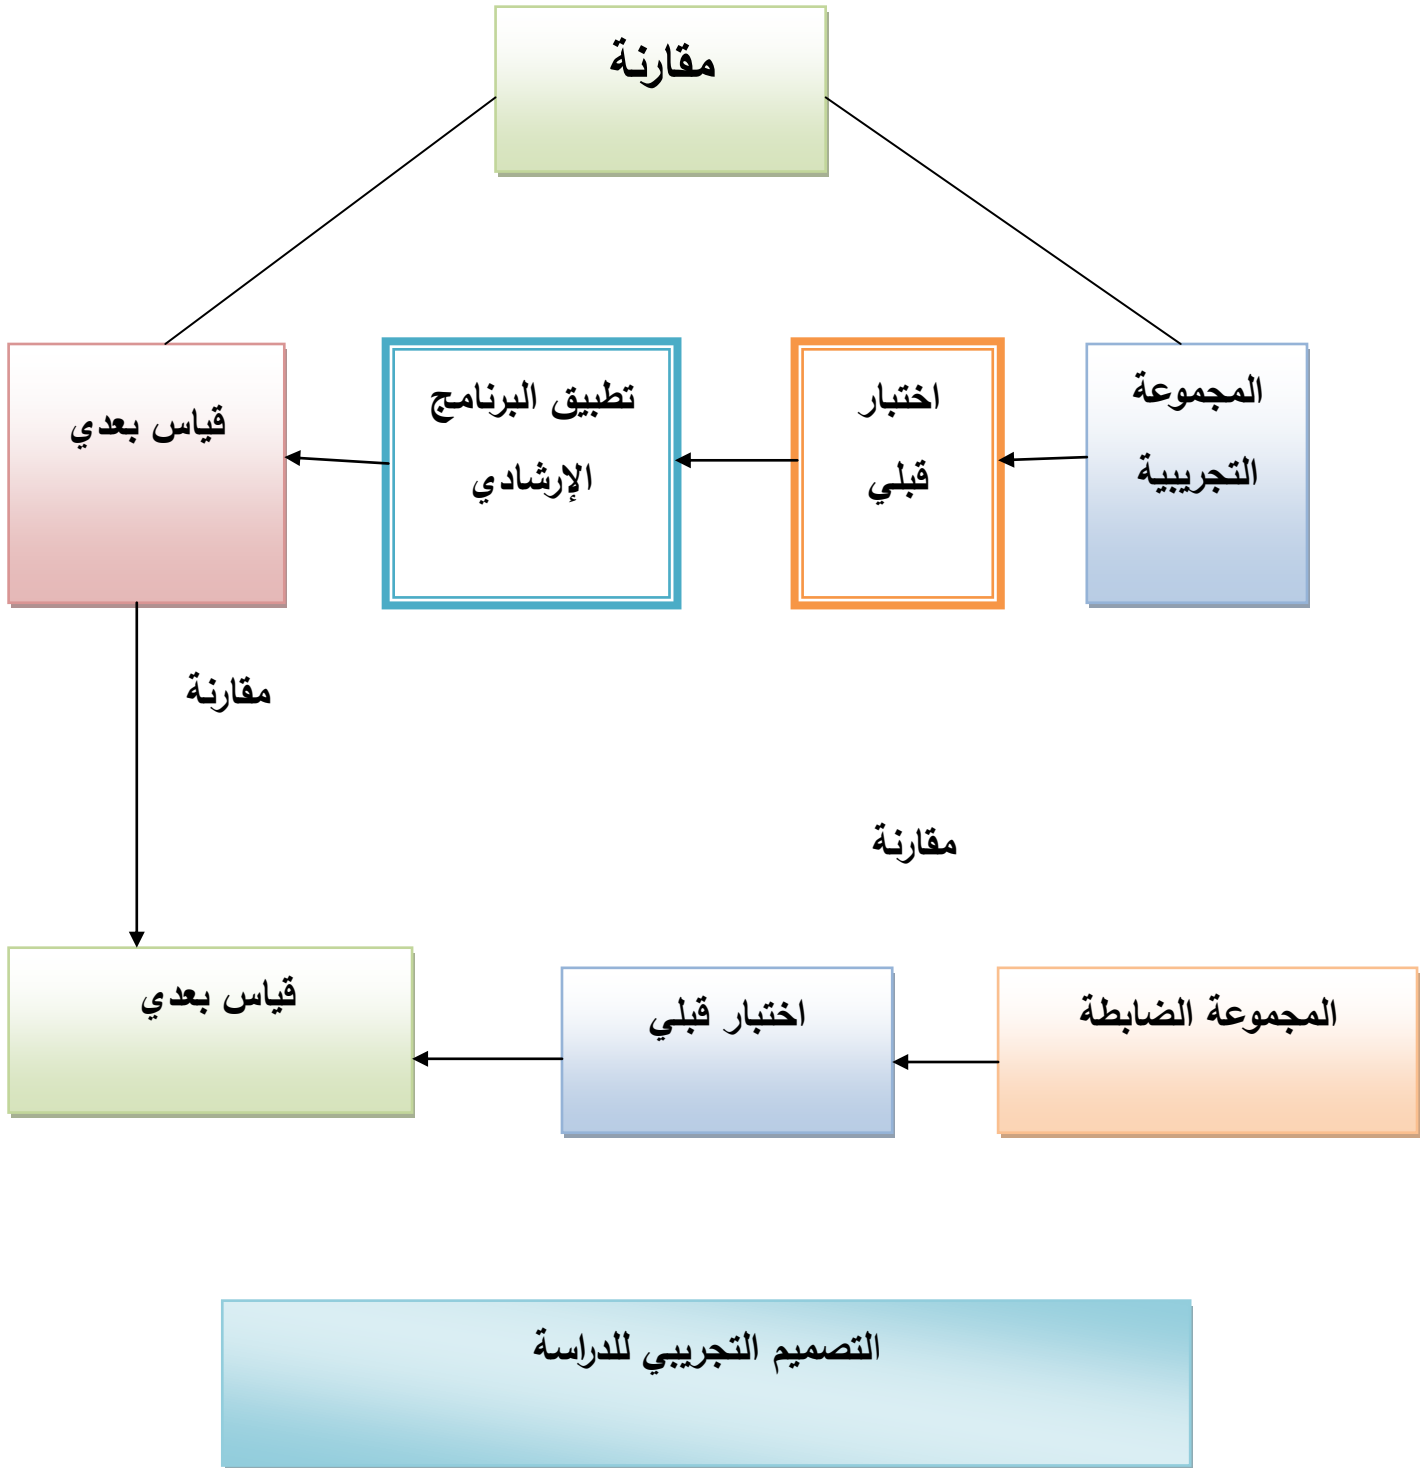 مقارنة
المجموعة
التجريبية
اختبار
قبلي
تطبيق البرنامج
الإرشادي
قياس بعدي
مقارنة
مقارنة
المجموعة الضابطة
اختبار قبلي
قياس بعدي
التصميم التجريبي للدراسة